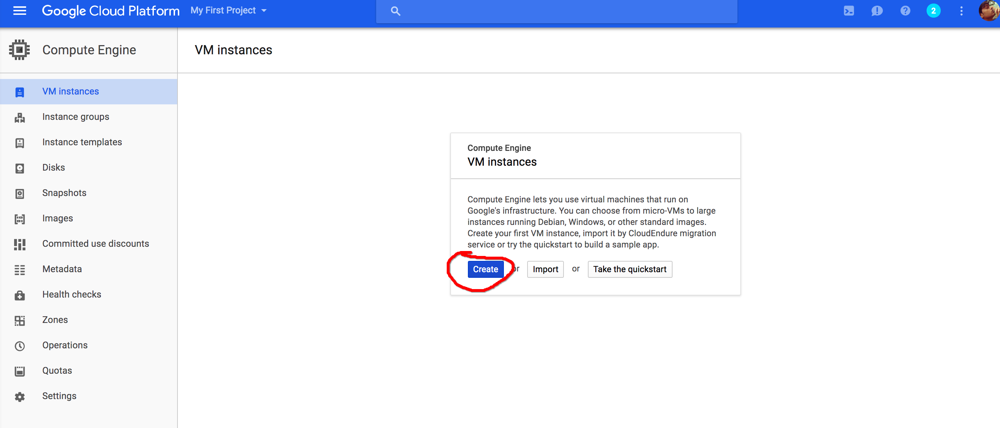 Google Cloud Platform My First Project 2
Compute Engine
VM instances
VM instances
Instance groups
Instance templates
Disks
Snapshots
Images
Committed use discounts
Metadata
Health checks
Zones
Operations
Quotas
Settings
Compute Engine
VM instances
Compute Engine lets you use virtual machines that run on
Google's infrastructure. You can choose from micro-VMs to large
instances running Debian, Windows, or other standard images.
Create your first VM instance, import it by CloudEndure migration
service or try the quickstart to build a sample app.
Create or Import or Take the quickstart